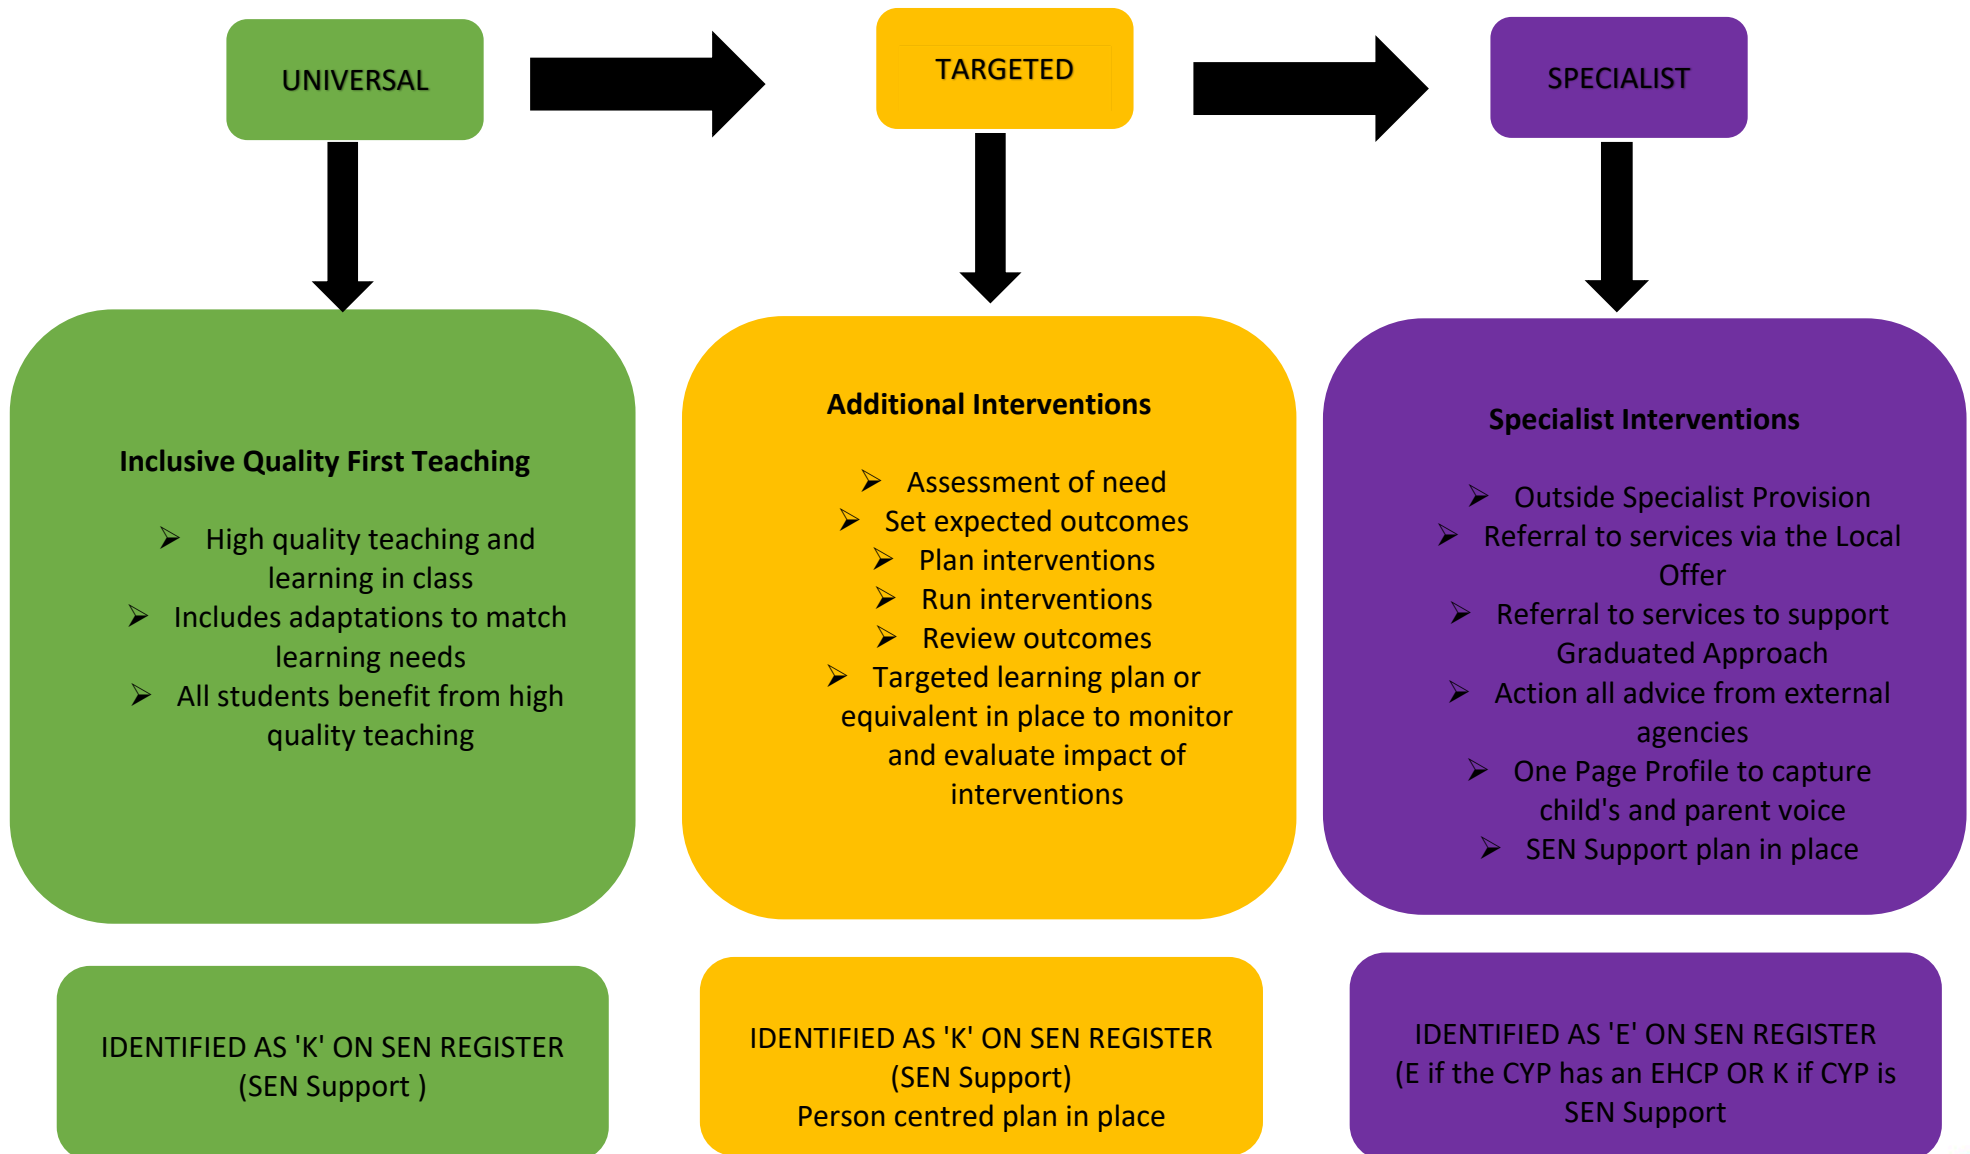 UNIVERSAL
TARGETED
SPECIALIST
Inclusive Quality First Teaching
➢ High quality teaching and
learning in class
➢ Includes adaptations to match
learning needs
➢ All students benefit from high
quality teaching
Additional Interventions
➢ Assessment of need
➢ Set expected outcomes
➢ Plan interventions
➢ Run interventions
➢ Review outcomes
➢ Targeted learning plan or
equivalent in place to monitor
and evaluate impact of
interventions
Specialist Interventions
➢ Outside Specialist Provision
➢ Referral to services via the Local
Offer
➢ Referral to services to support
Graduated Approach
➢ Action all advice from external
agencies
➢ One Page Profile to capture
child's and parent voice
➢ SEN Support plan in place
IDENTIFIED AS 'K' ON SEN REGISTER
(SEN Support )
IDENTIFIED AS 'K' ON SEN REGISTER
(SEN Support)
Person centred plan in place
IDENTIFIED AS 'E' ON SEN REGISTER
(E if the CYP has an EHCP OR K if CYP is
SEN Support